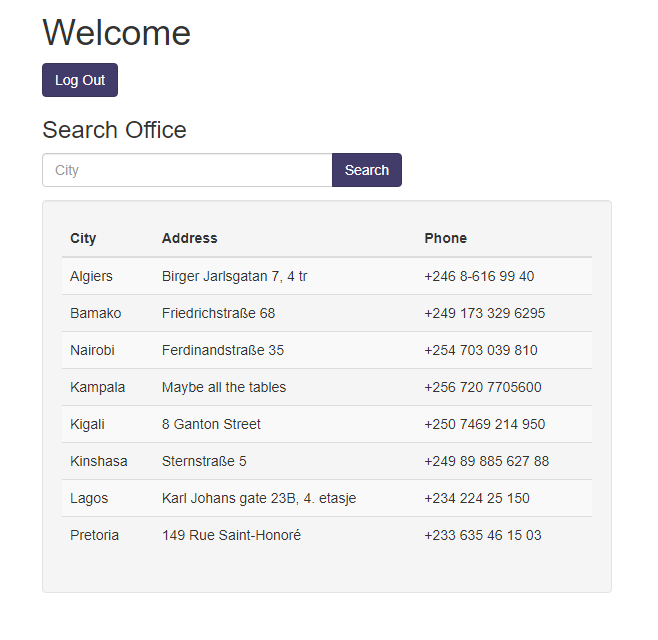 Welcome
Log Out
Search Office
City Search
City Address Phone
Algiers Birger Jarlsgatan 7, 4 tr +246 8-616 99 40
Bamako Friedrichstraße 68 +249 173 329 6295
Nairobi Ferdinandstraße 35 +254 703 039 810
Kampala Maybe all the tables +256 720 7705600
Kigali 8 Ganton Street +250 7469 214 950
Kinshasa Sternstraße 5 +249 89 885 627 88
Lagos Karl Johans gate 23B, 4. etasje +234 224 25 150
Pretoria 149 Rue Saint-Honoré +233 635 46 15 03